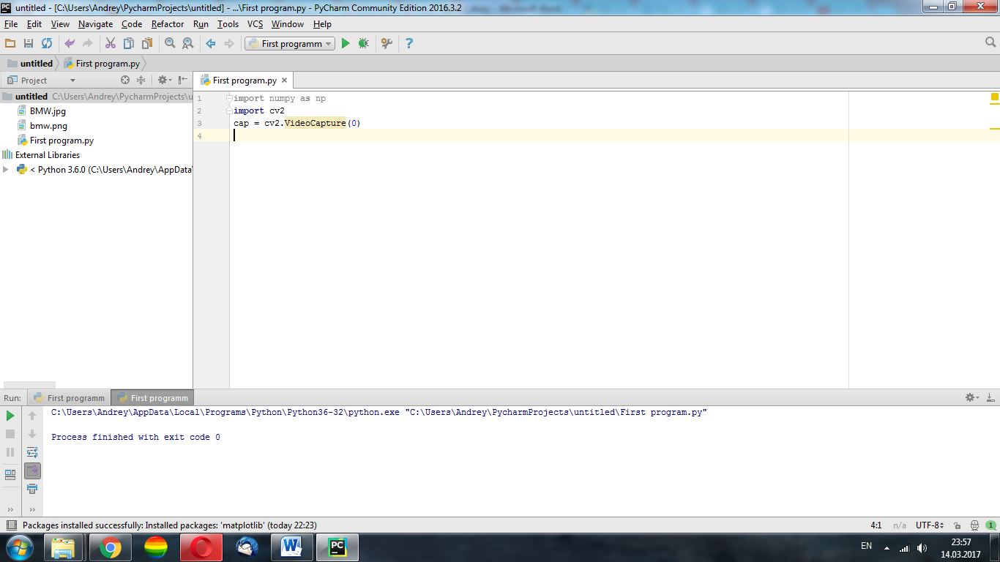 untitled - [C:\Users\Andrey\PycharmProjects\untitled] - ...\First program.py - PyCharm Community Edition 2016.3.2
File Edit View Navigate Code Refactor Run Tools VCS Window Help
First programm
untitled First program.py
Project
First program.py
untitled C:\Users\Andrey\PycharmProjects\u
BMW.jpg
bmw.png
First program.py
External Libraries
< Python 3.6.0 (C:\Users\Andrey\AppData\
1 import numpy as np
2 import cv2
3 cap = cv2.VideoCapture(0)
4
Run: First programm First programm
C:\Users\Andrey\AppData\Local\Programs\Python\Python36-32\python.exe "C:\Users\Andrey\PycharmProjects\untitled\First program.py"
Process finished with exit code 0
Packages installed successfully: Installed packages: 'matplotlib' (today 22:23)
4:1 n/a UTF-8 1
EN
23:57
14.03.2017